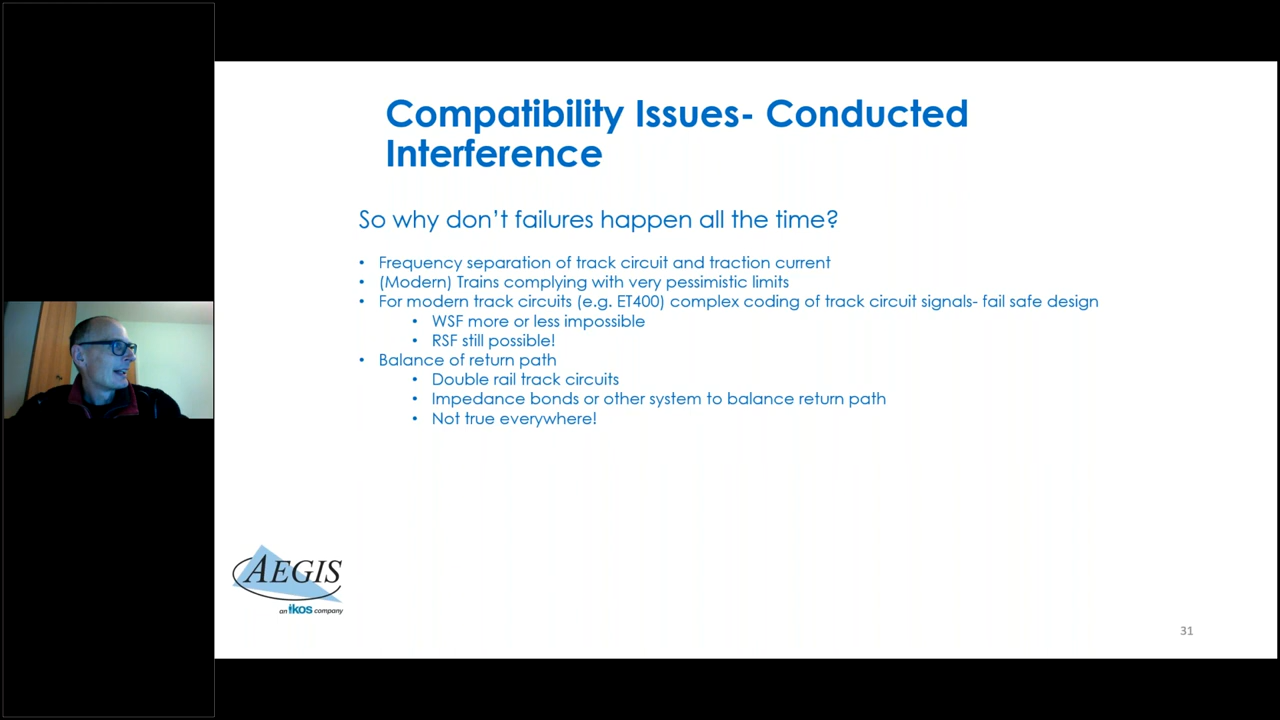 Compatibility Issues- Conducted
Interference
So why don't failures happen all the time?
• Frequency separation of track circuit and traction current
• (Modern) Trains complying with very pessimistic limits
• For modern track circuits (e.g. ET400) complex coding of track circuit signals- fail safe design
• WSF more or less impossible
• RSF still possible!
• Balance of return path
• Double rail track circuits
• Impedance bonds or other system to balance return path
• Not true everywhere!
AEGIS
an ikos company
31